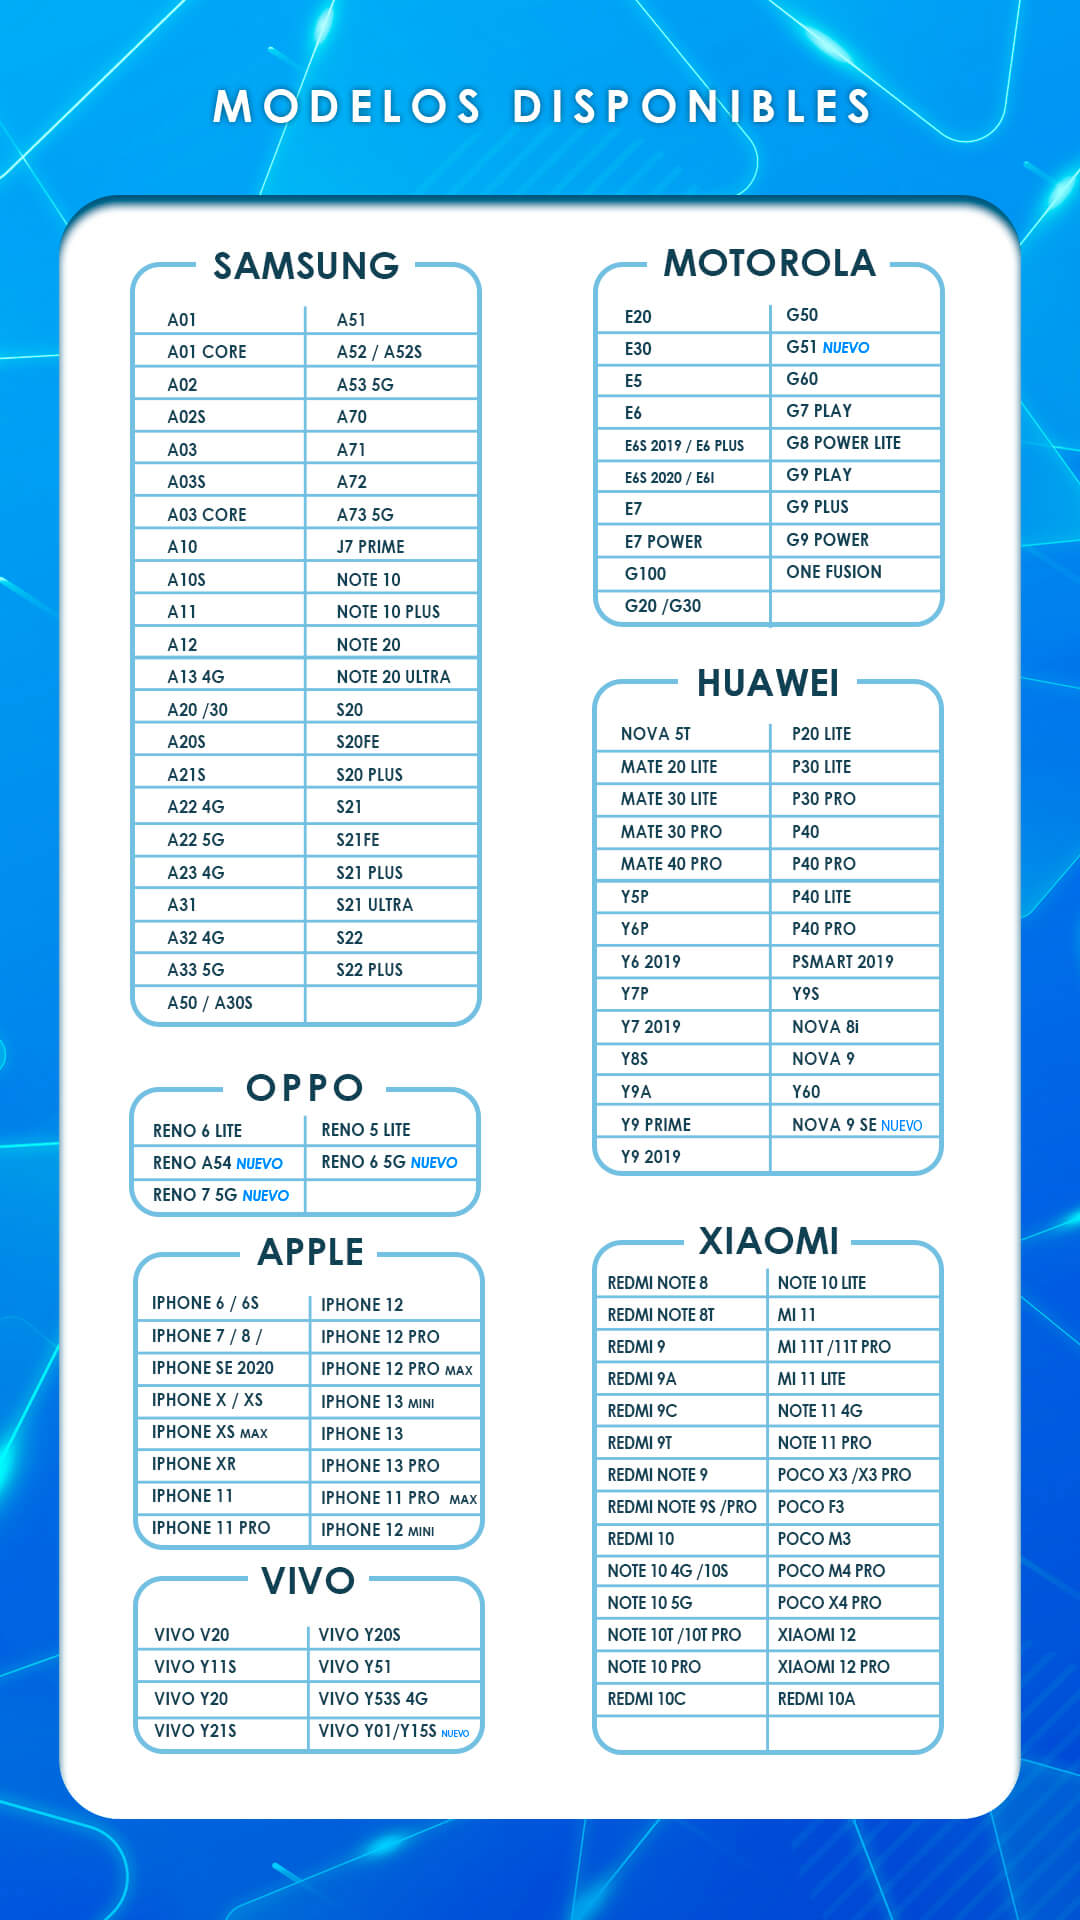 MODELOS DISPONIBLES
SAMSUNG
A01
A01 CORE
A02
A02S
A03
A03S
A03 CORE
A10
A10S
A11
A12
A13 4G
A20 /30
A20S
A21S
A22 4G
A22 5G
A23 4G
A31
A32 4G
A33 5G
A50 / A30S
A51
A52 / A52S
A53 5G
A70
A71
A72
A73 5G
J7 PRIME
NOTE 10
NOTE 10 PLUS
NOTE 20
NOTE 20 ULTRA
S20
S20FE
S20 PLUS
S21
S21FE
S21 PLUS
S21 ULTRA
S22
S22 PLUS
OPPO
RENO 6 LITE
RENO A54 NUEVO
RENO 7 5G NUEVO
RENO 5 LITE
RENO 6 5G NUEVO
APPLE
IPHONE 6 / 6S
IPHONE 7 / 8 /
IPHONE SE 2020
IPHONE X / XS
IPHONE XS MAX
IPHONE XR
IPHONE 11
IPHONE 11 PRO
IPHONE 12
IPHONE 12 PRO
IPHONE 12 PRO MAX
IPHONE 13 MINI
IPHONE 13
IPHONE 13 PRO
IPHONE 11 PRO MAX
IPHONE 12 MINI
VIVO
VIVO V20
VIVO Y11S
VIVO Y20
VIVO Y21S
VIVO Y20S
VIVO Y51
VIVO Y53S 4G
VIVO Y01/Y15S NUEVO
MOTOROLA
E20
E30
E5
E6
E6S 2019 / E6 PLUS
E6S 2020 / E6I
E7
E7 POWER
G100
G20 /G30
G50
G51 NUEVO
G60
G7 PLAY
G8 POWER LITE
G9 PLAY
G9 PLUS
G9 POWER
ONE FUSION
HUAWEI
NOVA 5T
MATE 20 LITE
MATE 30 LITE
MATE 30 PRO
MATE 40 PRO
Y5P
Y6P
Y6 2019
Y7P
Y7 2019
Y8S
Y9A
Y9 PRIME
Y9 2019
P20 LITE
P30 LITE
P30 PRO
P40
P40 PRO
P40 LITE
P40 PRO
PSMART 2019
Y9S
NOVA 8i
NOVA 9
Y60
NOVA 9 SE NUEVO
XIAOMI
REDMI NOTE 8
REDMI NOTE 8T
REDMI 9
REDMI 9A
REDMI 9C
REDMI 9T
REDMI NOTE 9
REDMI NOTE 9S /PRO
REDMI 10
NOTE 10 4G /10S
NOTE 10 5G
NOTE 10T /10T PRO
NOTE 10 PRO
REDMI 10C
NOTE 10 LITE
MI 11
MI 11T /11T PRO
MI 11 LITE
NOTE 11 4G
NOTE 11 PRO
POCO X3 /X3 PRO
POCO F3
POCO M3
POCO M4 PRO
POCO X4 PRO
XIAOMI 12
XIAOMI 12 PRO
REDMI 10A